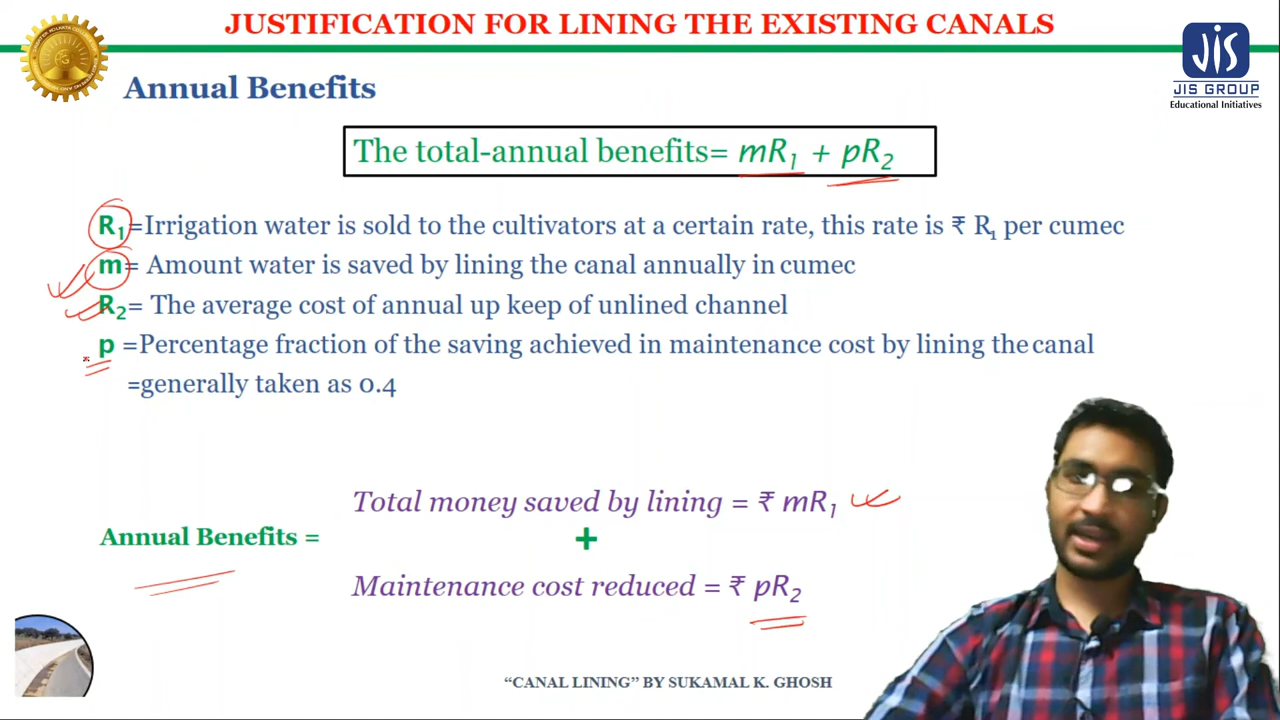 JUSTIFICATION FOR LINING THE EXISTING CANALS
JIS
JIS GROUP
Educational Initiatives
Annual Benefits
The total-annual benefits= mR₁ + pR₂
R₁=Irrigation water is sold to the cultivators at a certain rate, this rate is ₹ R₁ per cumec
m= Amount water is saved by lining the canal annually in cumec
R₂= The average cost of annual up keep of unlined channel
p =Percentage fraction of the saving achieved in maintenance cost by lining the canal
=generally taken as 0.4
Total money saved by lining = ₹ mR₁
Annual Benefits = +
Maintenance cost reduced = ₹ pR₂
“CANAL LINING” BY SUKAMAL K. GHOSH